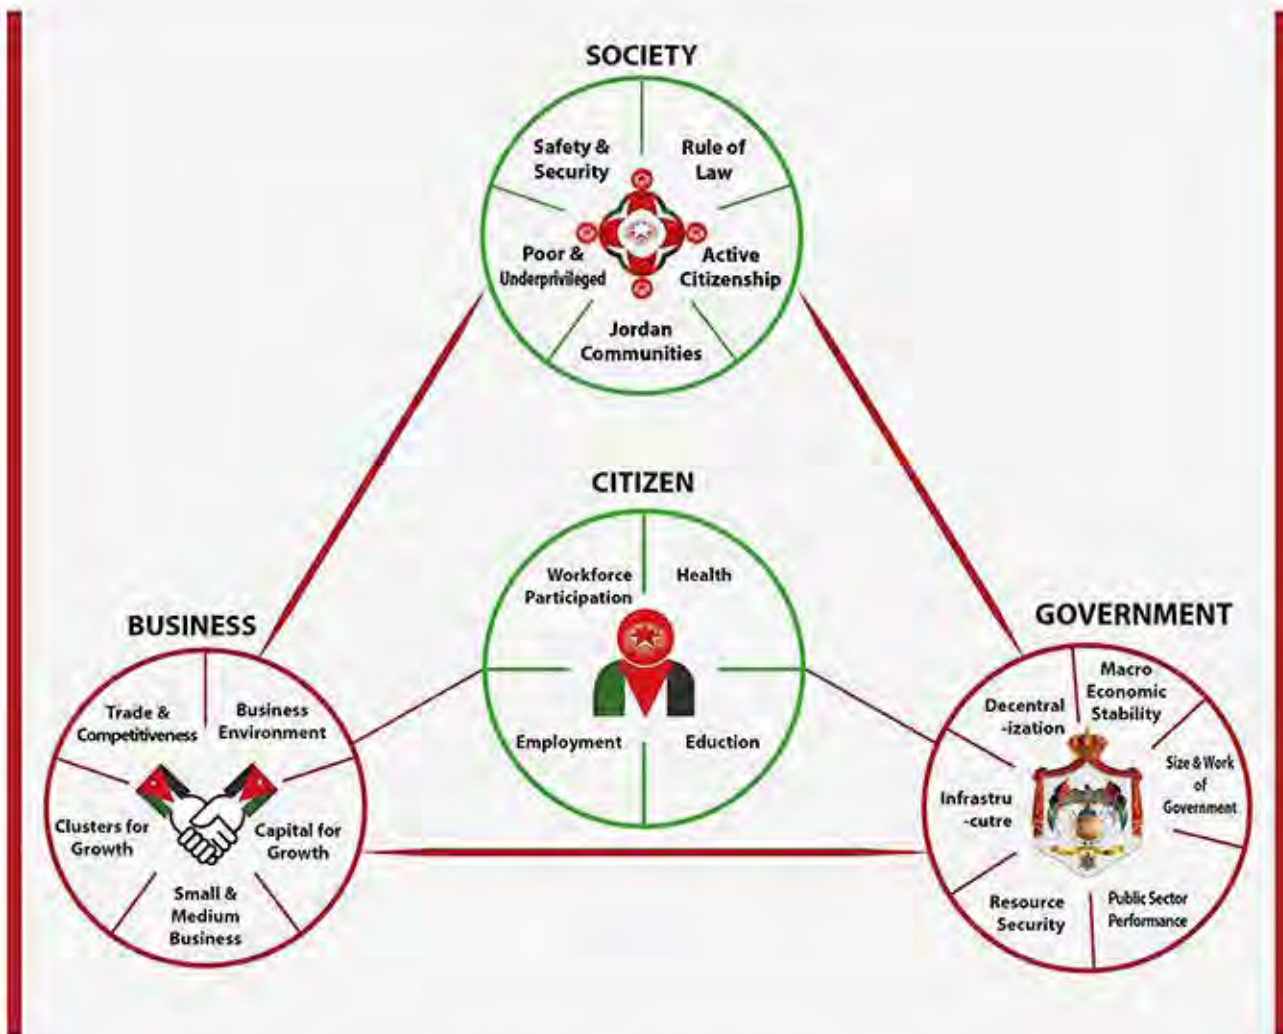 SOCIETY
Safety &
Security
Rule of
Law
Poor &
Underprivileged
Active
Citizenship
Jordan
Communities
CITIZEN
Workforce
Participation
Health
Employment
Eduction
BUSINESS
Trade &
Competitiveness
Business
Environment
Clusters for
Growth
Capital for
Growth
Small &
Medium
Business
GOVERNMENT
Decentral
-ization
Macro
Economic
Stability
Size & Work
of
Government
Infrastru
-cutre
Resource
Security
Public Sector
Performance